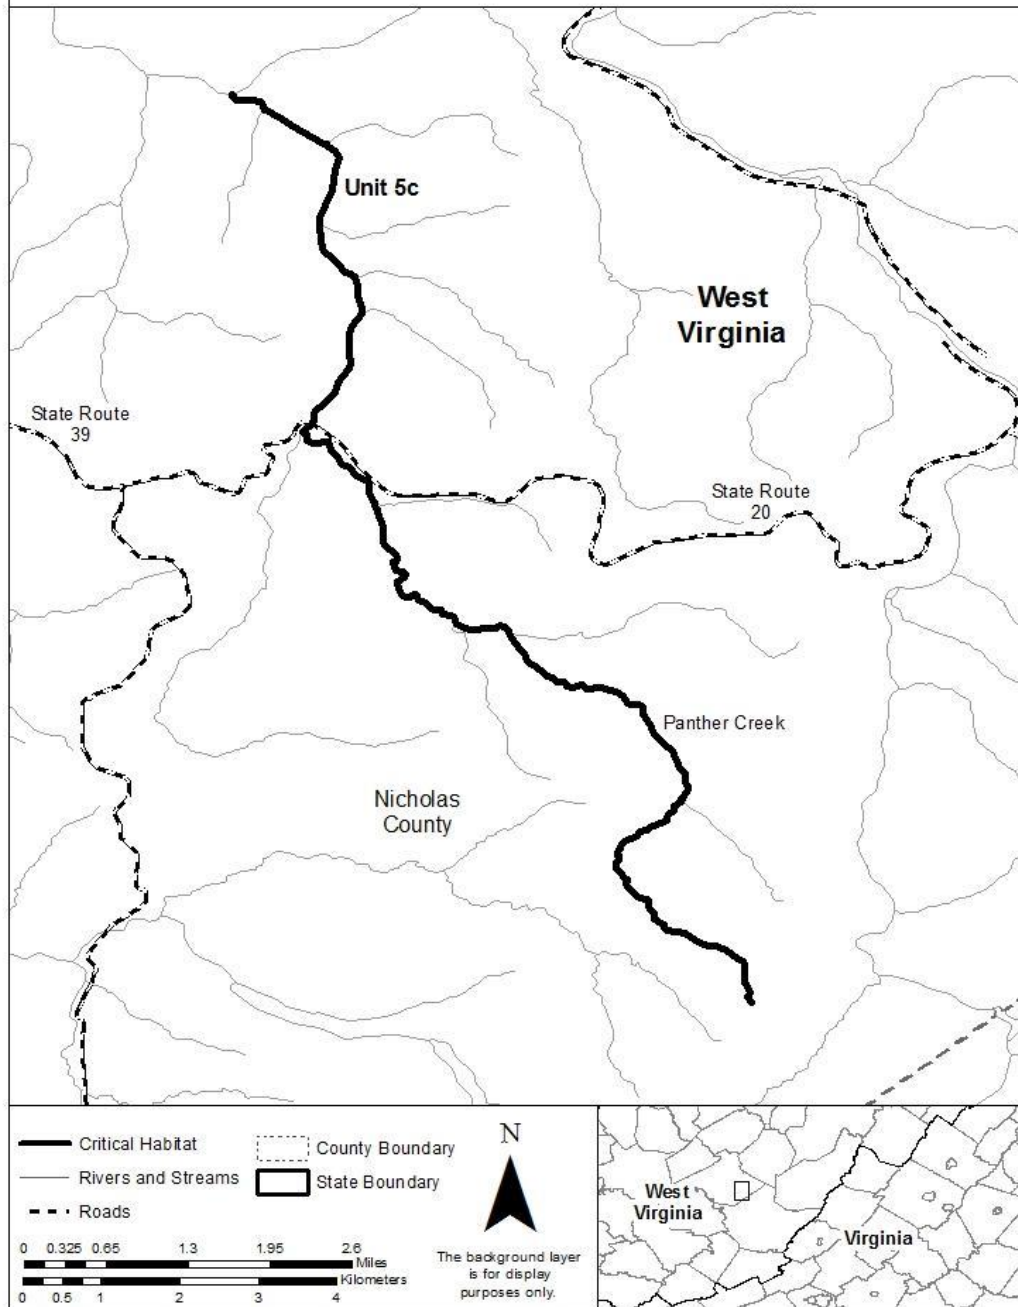 Unit 5c
West
Virginia
State Route
39
State Route
20
Panther Creek
Nicholas
County
Critical Habitat
Rivers and Streams
Roads
County Boundary
State Boundary
N
The background layer
is for display
purposes only.
0 0.325 0.65 1.3 1.95 2.6
Miles
Kilometers
0 0.5 1 2 3 4
West
Virginia
Virginia